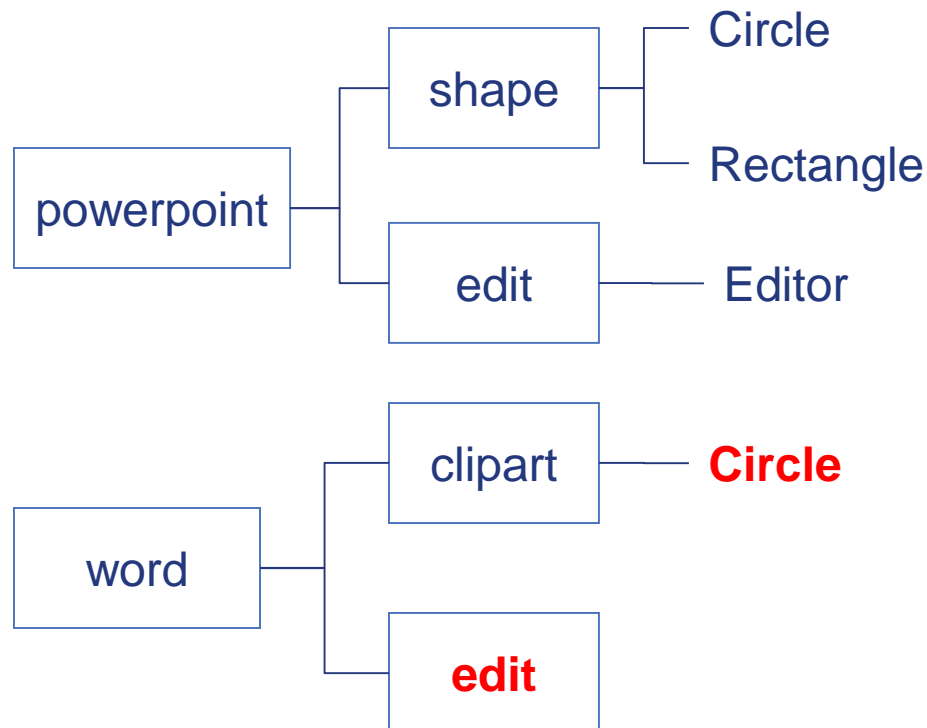 Circle
shape
Rectangle
powerpoint
edit
Editor
clipart
Circle
word
edit